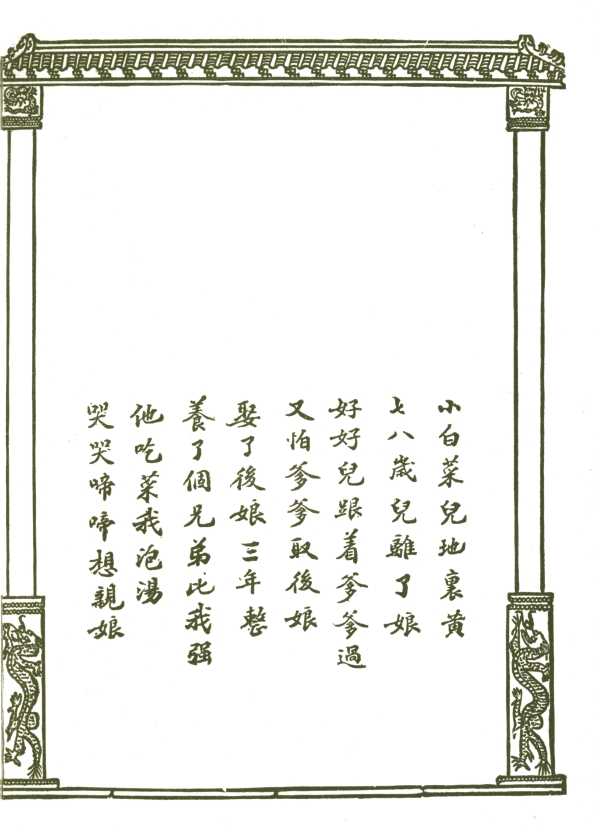 小白菜兒地裏黃
七八歲兒離了娘
好好兒跟着爹爹過
又怕爹爹取後娘
娶了後娘三年整
養了個兄弟比我强
他吃菜我泡湯
哭哭啼啼想親娘